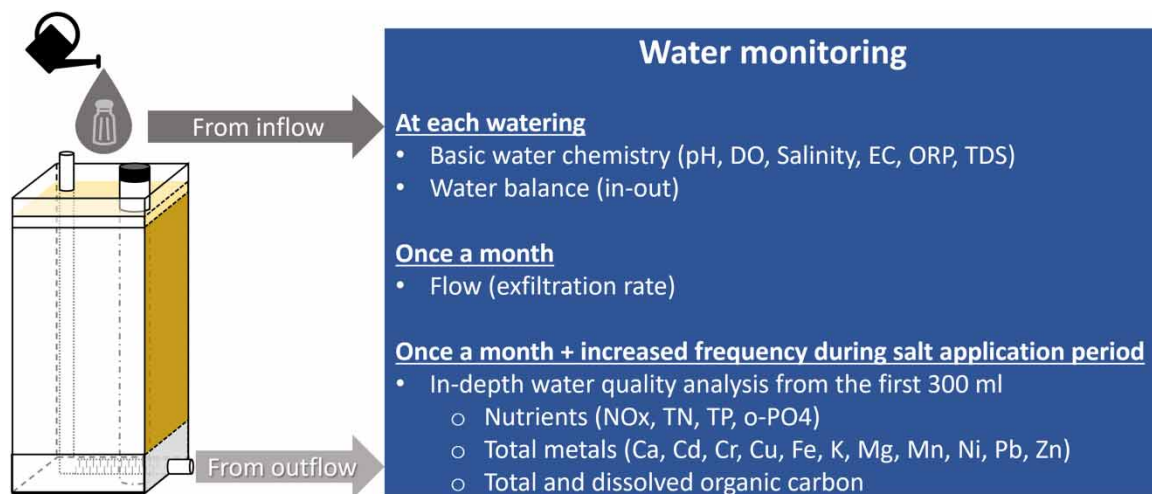 Water monitoring
From inflow
At each watering
• Basic water chemistry (pH, DO, Salinity, EC, ORP, TDS)
• Water balance (in-out)
Once a month
• Flow (exfiltration rate)
Once a month + increased frequency during salt application period
• In-depth water quality analysis from the first 300 ml
o Nutrients (NOx, TN, TP, o-PO4)
o Total metals (Ca, Cd, Cr, Cu, Fe, K, Mg, Mn, Ni, Pb, Zn)
From outflow
o Total and dissolved organic carbon